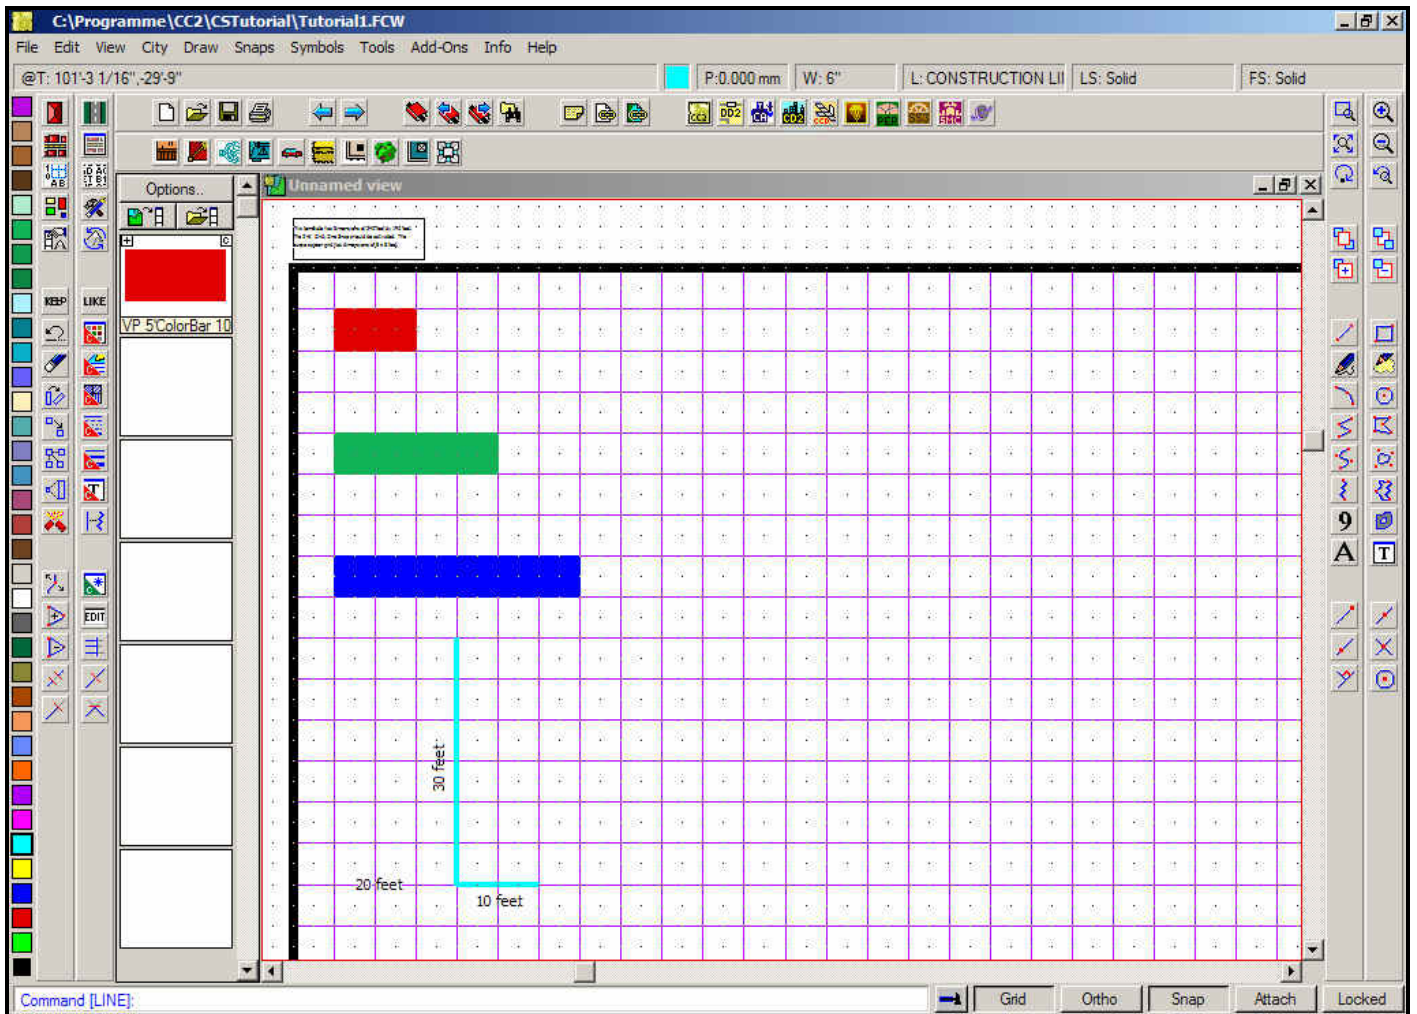 C:\Programme\CC2\CSTutorial\Tutorial1.FCW
File Edit View City Draw Snaps Symbols Tools Add-Ons Info Help
@T: 101'-3 1/16",-29'-9" P:0.000 mm W: 6" L: CONSTRUCTION LII LS: Solid FS: Solid
Options..
Unnamed view
KEEP LIKE
VP 5'ColorBar 10
EDIT
9
A T
30 feet
20 feet
10 feet
Command [LINE]:
Grid Ortho Snap Attach Locked